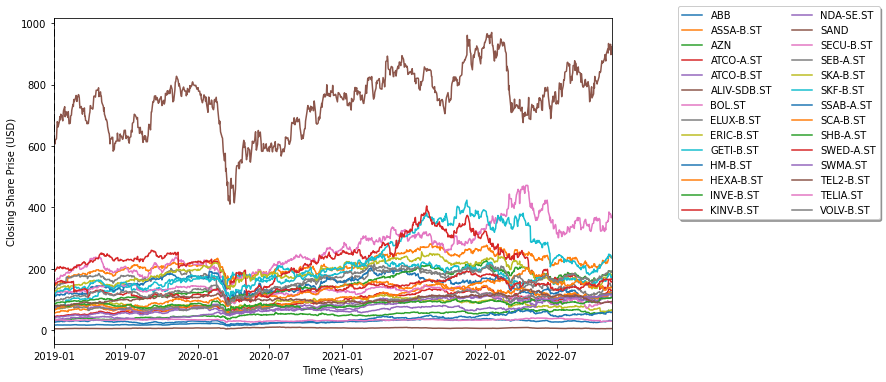 1000
800
600
400
200
0
Closing Share Prise (USD)
2019-01 2019-07 2020-01 2020-07 2021-01 2021-07 2022-01 2022-07
Time (Years)
ABB
ASSA-B.ST
AZN
ATCO-A.ST
ATCO-B.ST
ALIV-SDB.ST
BOL.ST
ELUX-B.ST
ERIC-B.ST
GETI-B.ST
HM-B.ST
HEXA-B.ST
INVE-B.ST
KINV-B.ST
NDA-SE.ST
SAND
SECU-B.ST
SEB-A.ST
SKA-B.ST
SKF-B.ST
SSAB-A.ST
SCA-B.ST
SHB-A.ST
SWED-A.ST
SWMA.ST
TEL2-B.ST
TELIA.ST
VOLV-B.ST